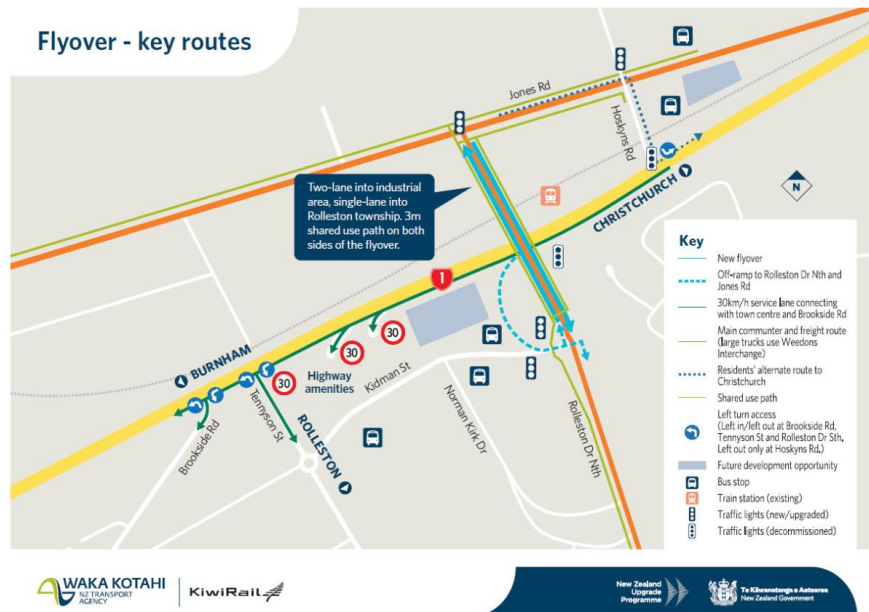 Flyover - key routes
Jones Rd
Hoskyns Rd
CHRISTCHURCH
N
Two-lane into industrial
area, single-lane into
Rolleston township. 3m
shared use path on both
sides of the flyover.
1
30
30
30
Highway
amenities
BURNHAM
Brookside Rd
Tennyson St
ROLLESTON
Kidman St
Norman Kirk Dr
Rolleston Dr Nth
Key
New flyover
Off-ramp to Rolleston Dr Nth and
Jones Rd
30km/h service lane connecting
with town centre and Brookside Rd
Main communter and freight route
(large trucks use Weedons
Interchange)
Residents' alternate route to
Christchurch
Shared use path
Left turn access
(Left in/left out at Brookside Rd,
Tennyson St and Rolleston Dr Sth,
Left out only at Hoskyns Rd,)
Future development opportunity
Bus stop
Train station (existing)
Traffic lights (new/upgraded)
Traffic lights (decommissioned)
WAKA KOTAHI
NZ TRANSPORT
AGENCY
KiwiRail
New Zealand
Upgrade
Programme
Te Kāwanatanga o Aotearoa
New Zealand Government